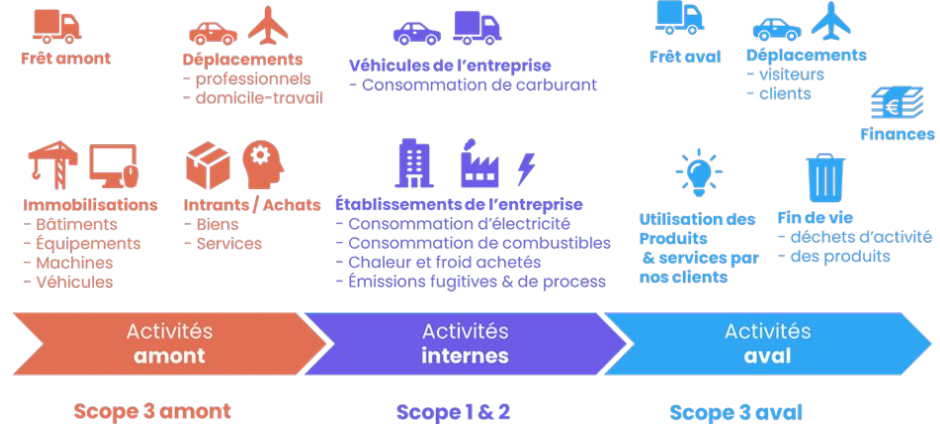 Frêt amont
Déplacements
- professionnels
- domicile-travail
Véhicules de l'entreprise
- Consommation de carburant
Frêt aval
Déplacements
- visiteurs
- clients
€
Finances
Immobilisations
- Bâtiments
- Équipements
- Machines
- Véhicules
Intrants / Achats
- Biens
- Services
Établissements de l'entreprise
- Consommation d'électricité
- Consommation de combustibles
- Chaleur et froid achetés
- Émissions fugitives & de process
Utilisation des
Produits
& services par
nos clients
Fin de vie
- déchets d'activité
- des produits
Activités
amont
Activités
internes
Activités
aval
Scope 3 amont
Scope 1 & 2
Scope 3 aval